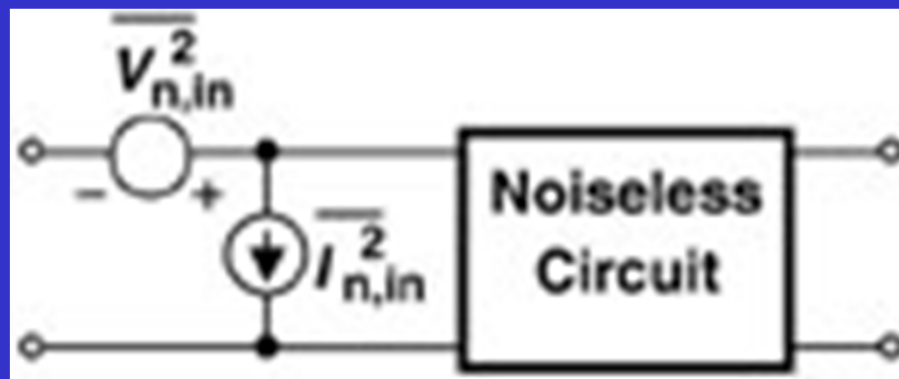 V²n,in
− +
I²n,in
Noiseless
Circuit